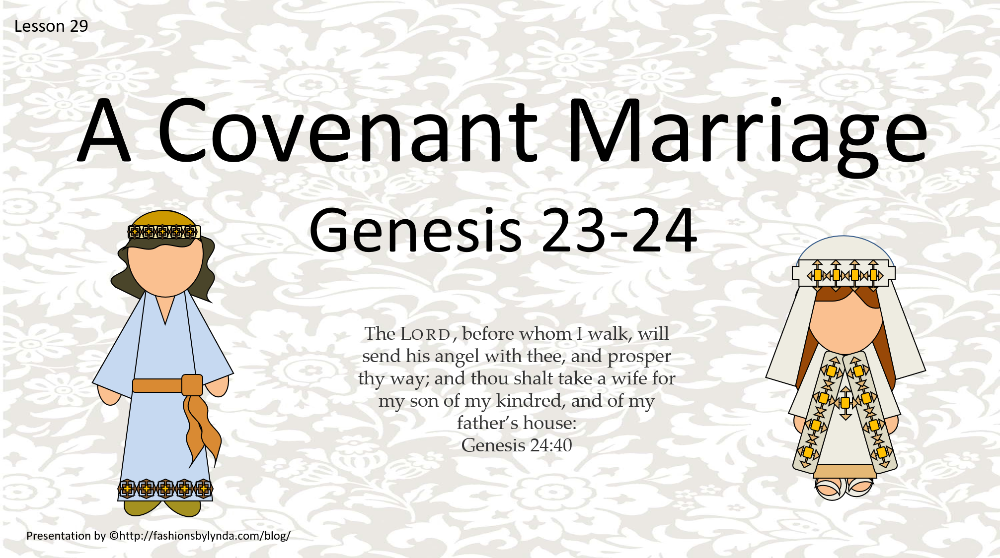 Lesson 29
A Covenant Marriage
Genesis 23-24
The LORD, before whom I walk, will
send his angel with thee, and prosper
thy way; and thou shalt take a wife for
my son of my kindred, and of my
father’s house:
Genesis 24:40
Presentation by ©http://fashionsbylynda.com/blog/